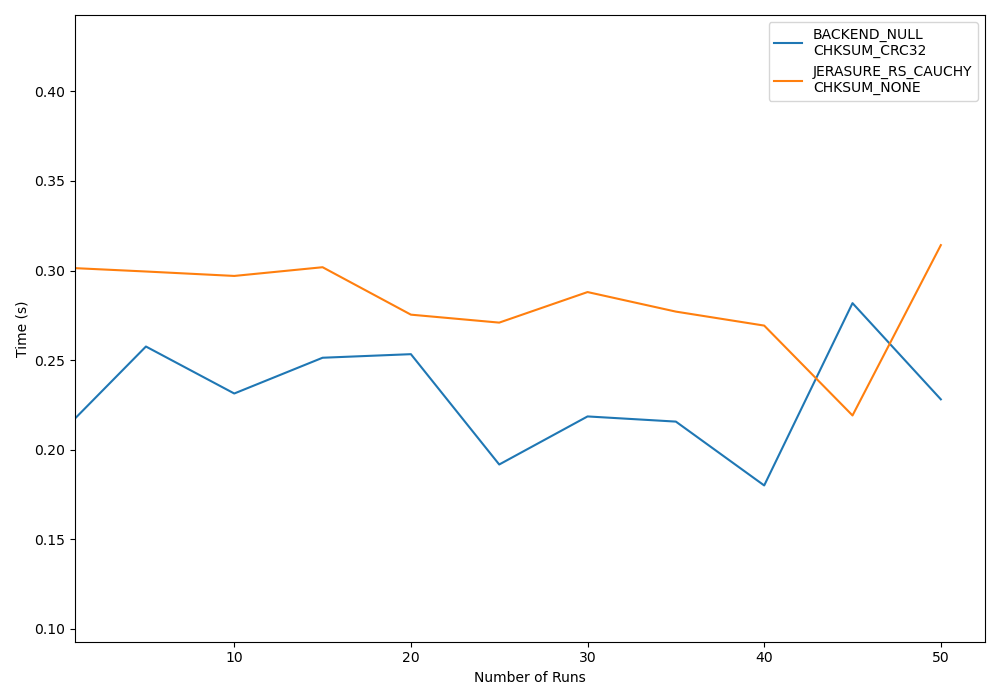 BACKEND_NULL
CHKSUM_CRC32
JERASURE_RS_CAUCHY
CHKSUM_NONE
0.40
0.35
0.30
0.25
0.20
0.15
0.10
Time (s)
10 20 30 40 50
Number of Runs